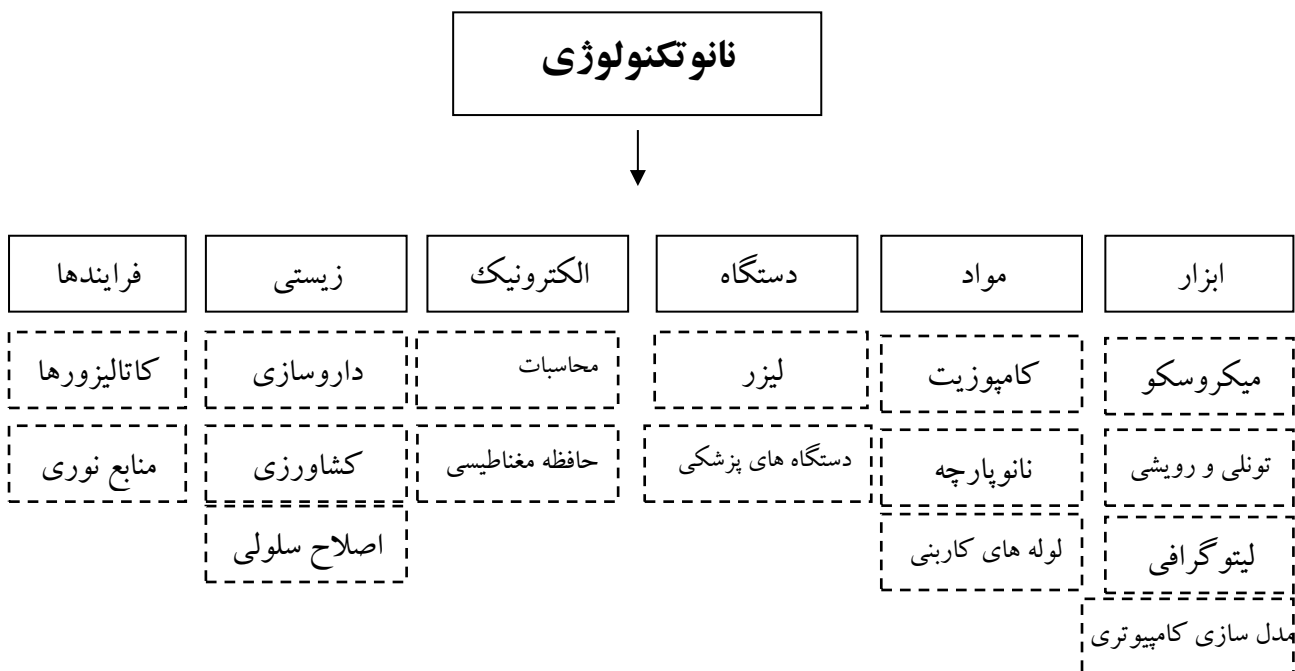 نانوتکنولوژی
ابزار
مواد
دستگاه
الکترونیک
زیستی
فرایندها
میکروسکو
کامپوزیت
لیزر
محاسبات
داروسازی
کاتالیزورها
تونلی و رویشی
نانوپارچه
دستگاه های پزشکی
حافظه مغناطیسی
کشاورزی
منابع نوری
لیتوگرافی
لوله های کاربنی
اصلاح سلولی
مدل سازی کامپیوتری